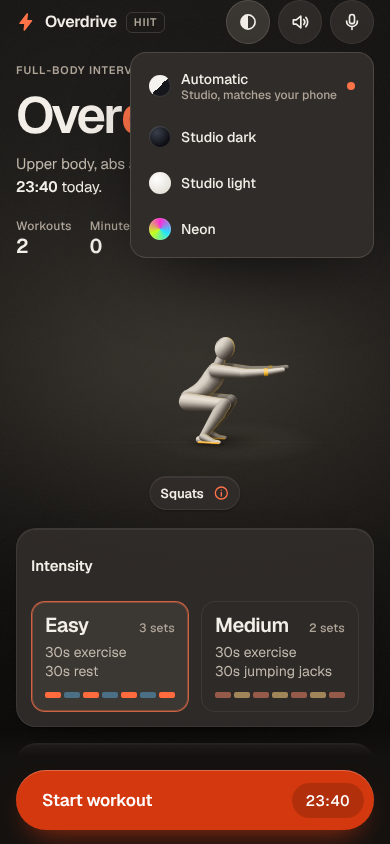 Overdrive HIIT
FULL-BODY INTERV
Over
Upper body, abs
23:40 today.
Workouts Minute
2 0
Automatic
Studio, matches your phone
Studio dark
Studio light
Neon
Squats
Intensity
Easy 3 sets
30s exercise
30s rest
Medium 2 sets
30s exercise
30s jumping jacks
Start workout 23:40